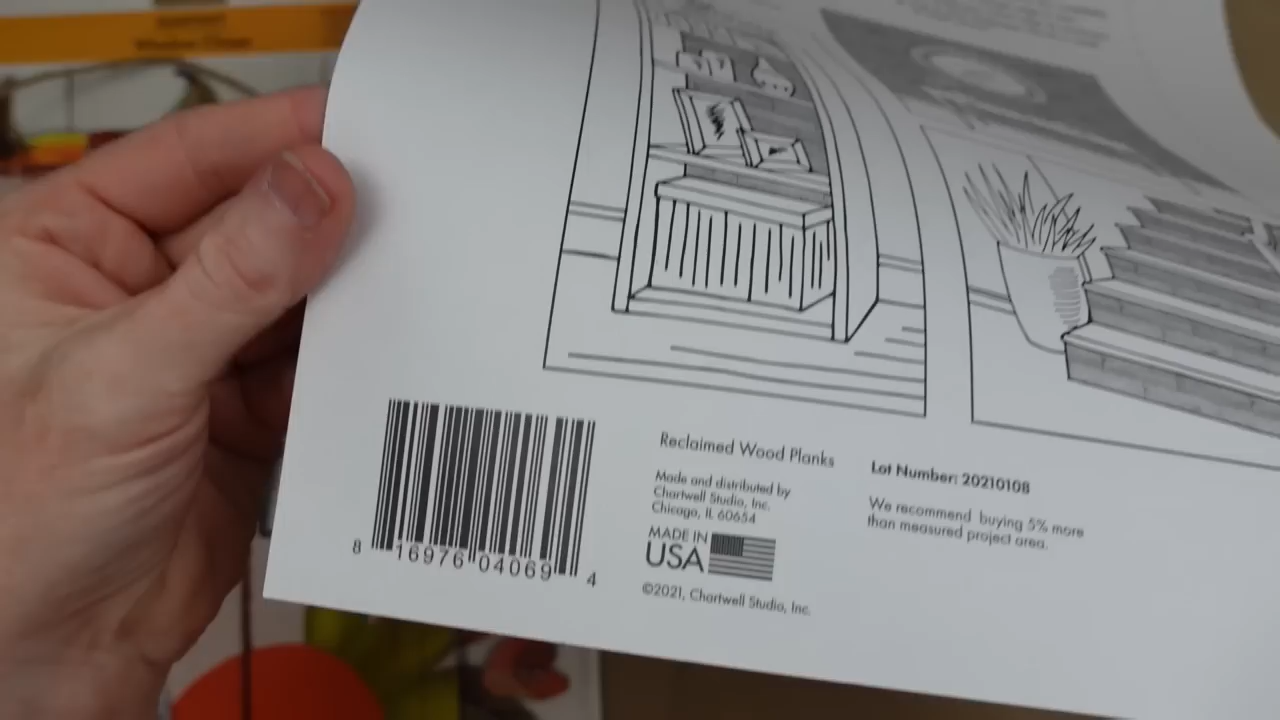 8 16976 04069 4
Reclaimed Wood Planks
Made and distributed by
Chartwell Studio, Inc.
Chicago, IL 60654
MADE IN
USA
©2021, Chartwell Studio, Inc.
Lot Number: 20210108
We recommend buying 5% more
than measured project area.